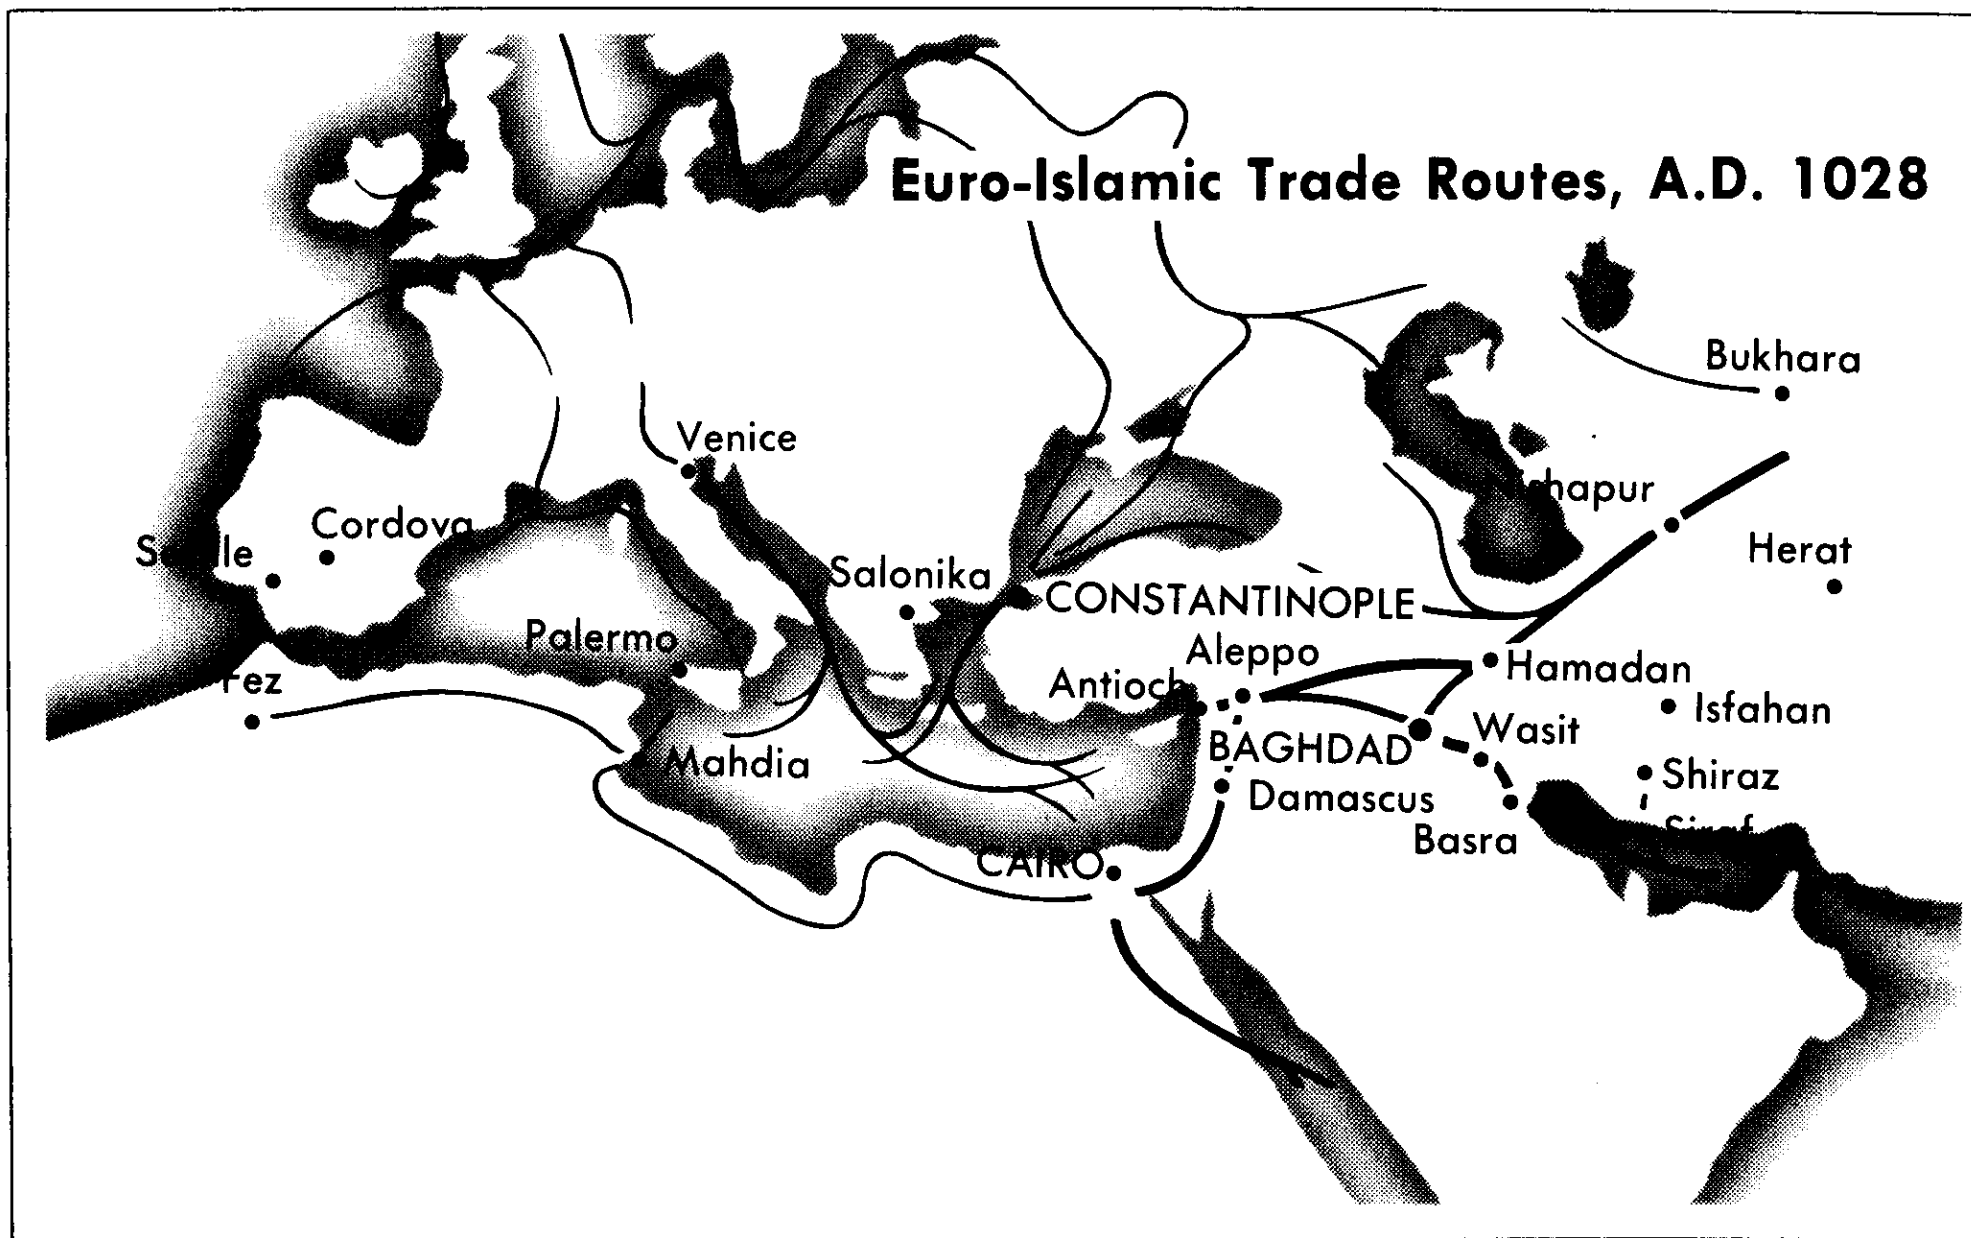 Euro-Islamic Trade Routes, A.D. 1028
Bukhara
Venice
Cordova
Herat
Salonika
CONSTANTINOPLE
Palermo
Aleppo
Hamadan
Antioch
Fez
Isfahan
Wasit
BAGHDAD
Mahdia
Shiraz
Damascus
Basra
CAIRO